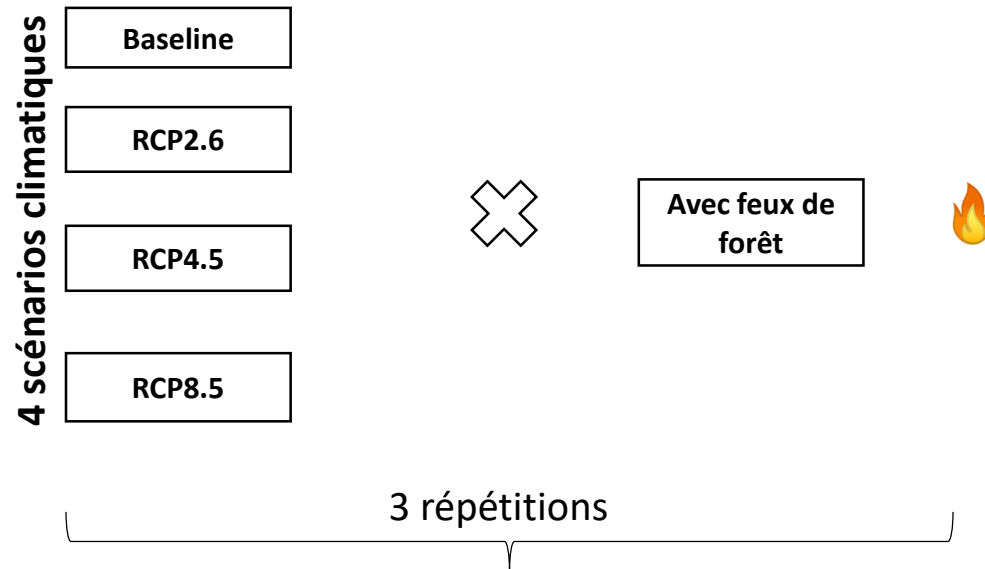 4 scénarios climatiques
Baseline
RCP2.6
RCP4.5
RCP8.5
Avec feux de
forêt
3 répétitions